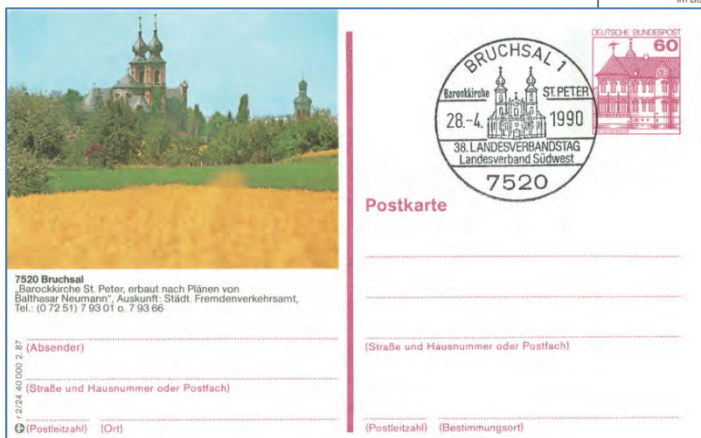 7520 Bruchsal
„Barockkirche St. Peter, erbaut nach Plänen von
Balthasar Neumann“, Auskunft: Städt. Fremdenverkehrsamt,
Tel.: (0 72 51) 7 93 01 o. 7 93 66
(Absender)
(Straße und Hausnummer oder Postfach)
(Postleitzahl) (Ort)
r 2/24 40 000 2. 87
BRUCHSAL 1
Barockkirche ST. PETER
28.-4. 1990
38. LANDESVERBANDSTAG
Landesverband Südwest
7520
DEUTSCHE BUNDESPOST
60
Postkarte
(Straße und Hausnummer oder Postfach)
(Postleitzahl) (Bestimmungsort)